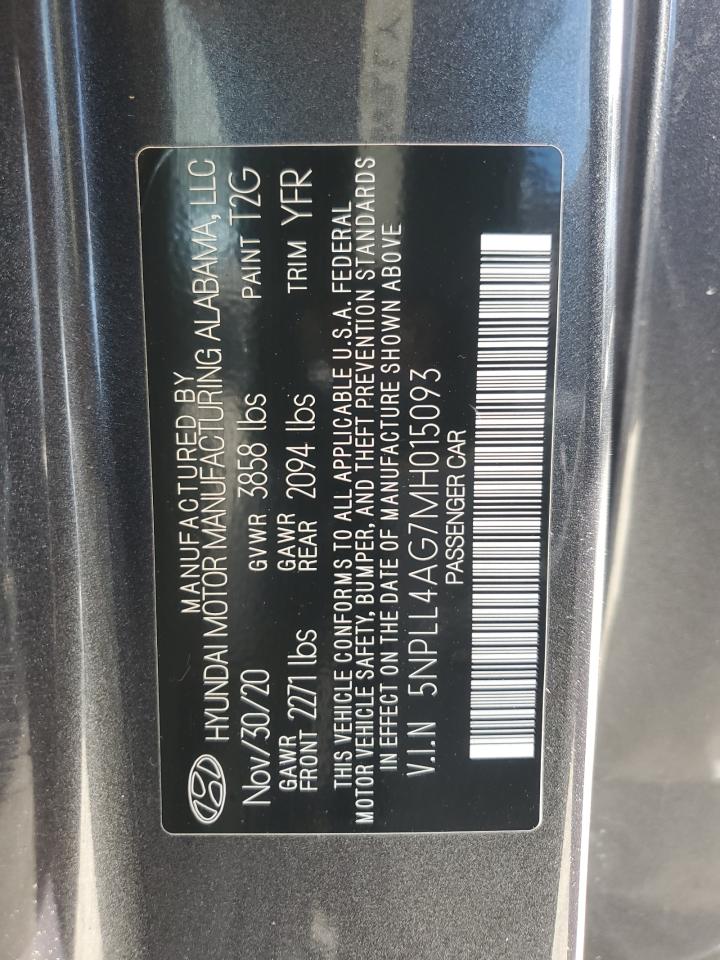 MANUFACTURED BY
HYUNDAI MOTOR MANUFACTURING ALABAMA, LLC
Nov/30/20 GVWR 3858 lbs PAINT T2G
GAWR FRONT 2271 lbs GAWR REAR 2094 lbs TRIM YFR
THIS VEHICLE CONFORMS TO ALL APPLICABLE U.S.A. FEDERAL
MOTOR VEHICLE SAFETY, BUMPER, AND THEFT PREVENTION STANDARDS
IN EFFECT ON THE DATE OF MANUFACTURE SHOWN ABOVE
V.I.N 5NPLL4AG7MH015093
PASSENGER CAR